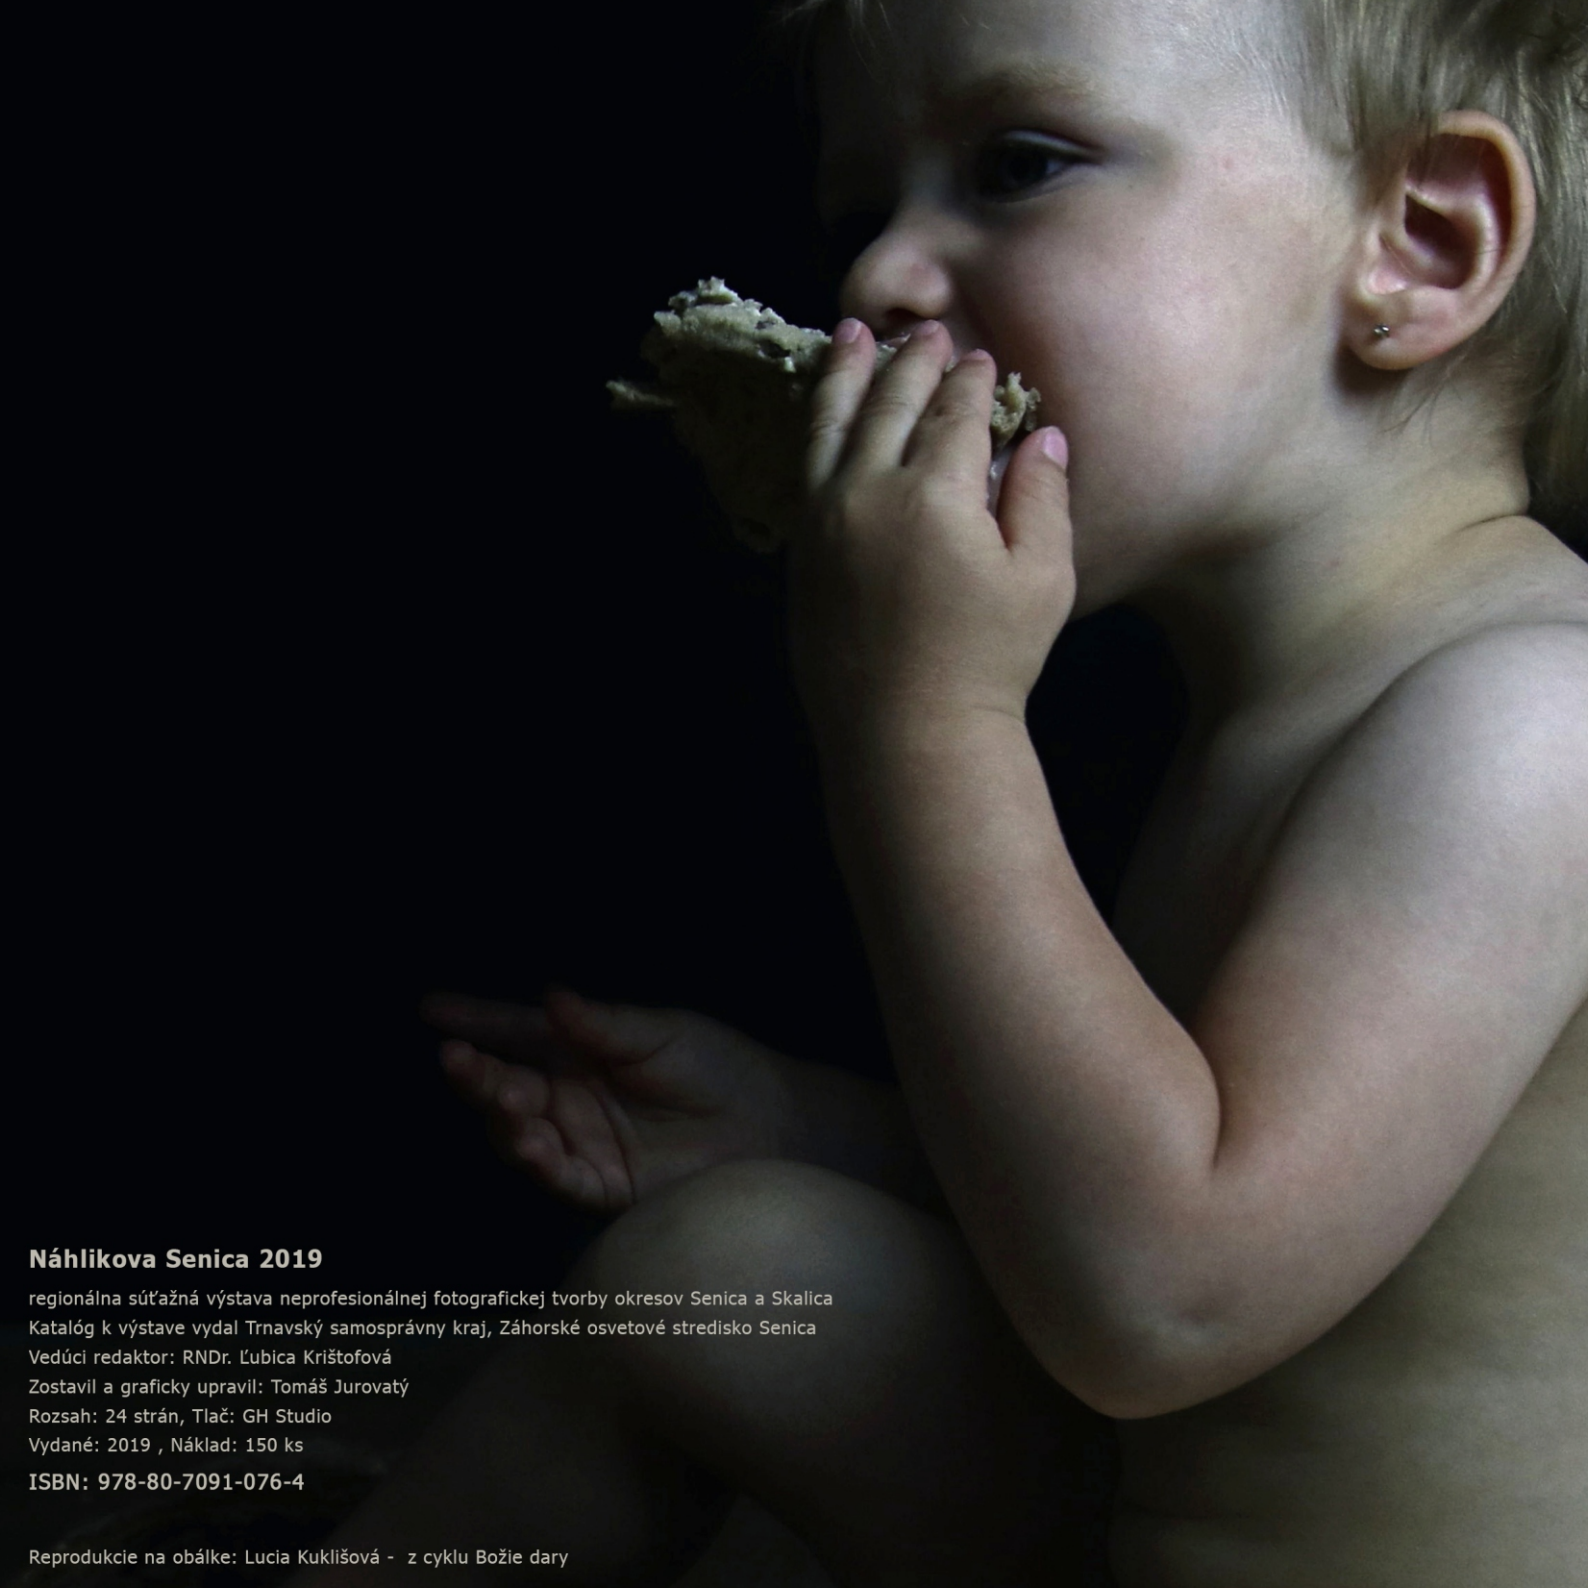 Náhlikova Senica 2019
regionálna súťažná výstava neprofesionálnej fotografickej tvorby okresov Senica a Skalica
Katalóg k výstave vydal Trnavský samosprávny kraj, Záhorské osvetové stredisko Senica
Vedúci redaktor: RNDr. Ľubica Krištofová
Zostavil a graficky upravil: Tomáš Jurovatý
Rozsah: 24 strán, Tlač: GH Studio
Vydané: 2019 , Náklad: 150 ks
ISBN: 978-80-7091-076-4
Reprodukcie na obálke: Lucia Kuklišová -  z cyklu Božie dary